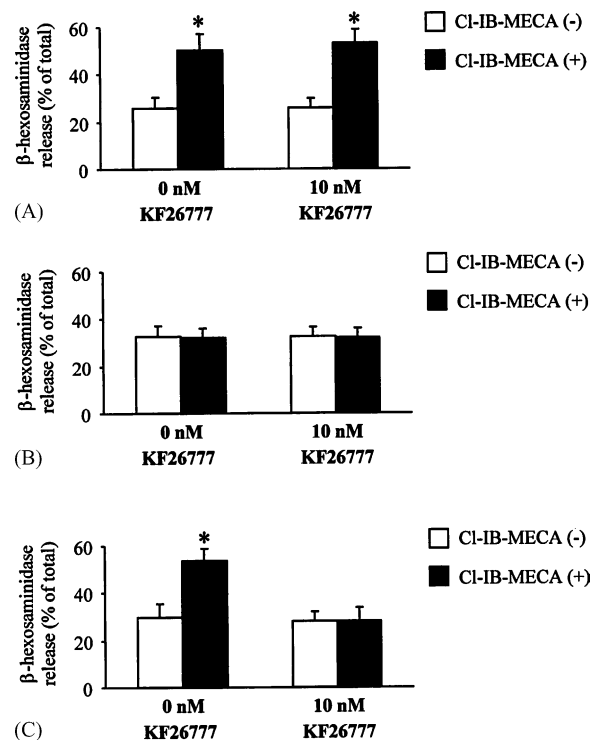 β-hexosaminidase
release (% of total)
60
40
20
0
*
*
Cl-IB-MECA (-)
Cl-IB-MECA (+)
0 nM
10 nM
KF26777
KF26777
(A)
β-hexosaminidase
release (% of total)
60
40
20
0
Cl-IB-MECA (-)
Cl-IB-MECA (+)
0 nM
10 nM
KF26777
KF26777
(B)
β-hexosaminidase
release (% of total)
60
40
20
0
*
Cl-IB-MECA (-)
Cl-IB-MECA (+)
0 nM
10 nM
KF26777
KF26777
(C)